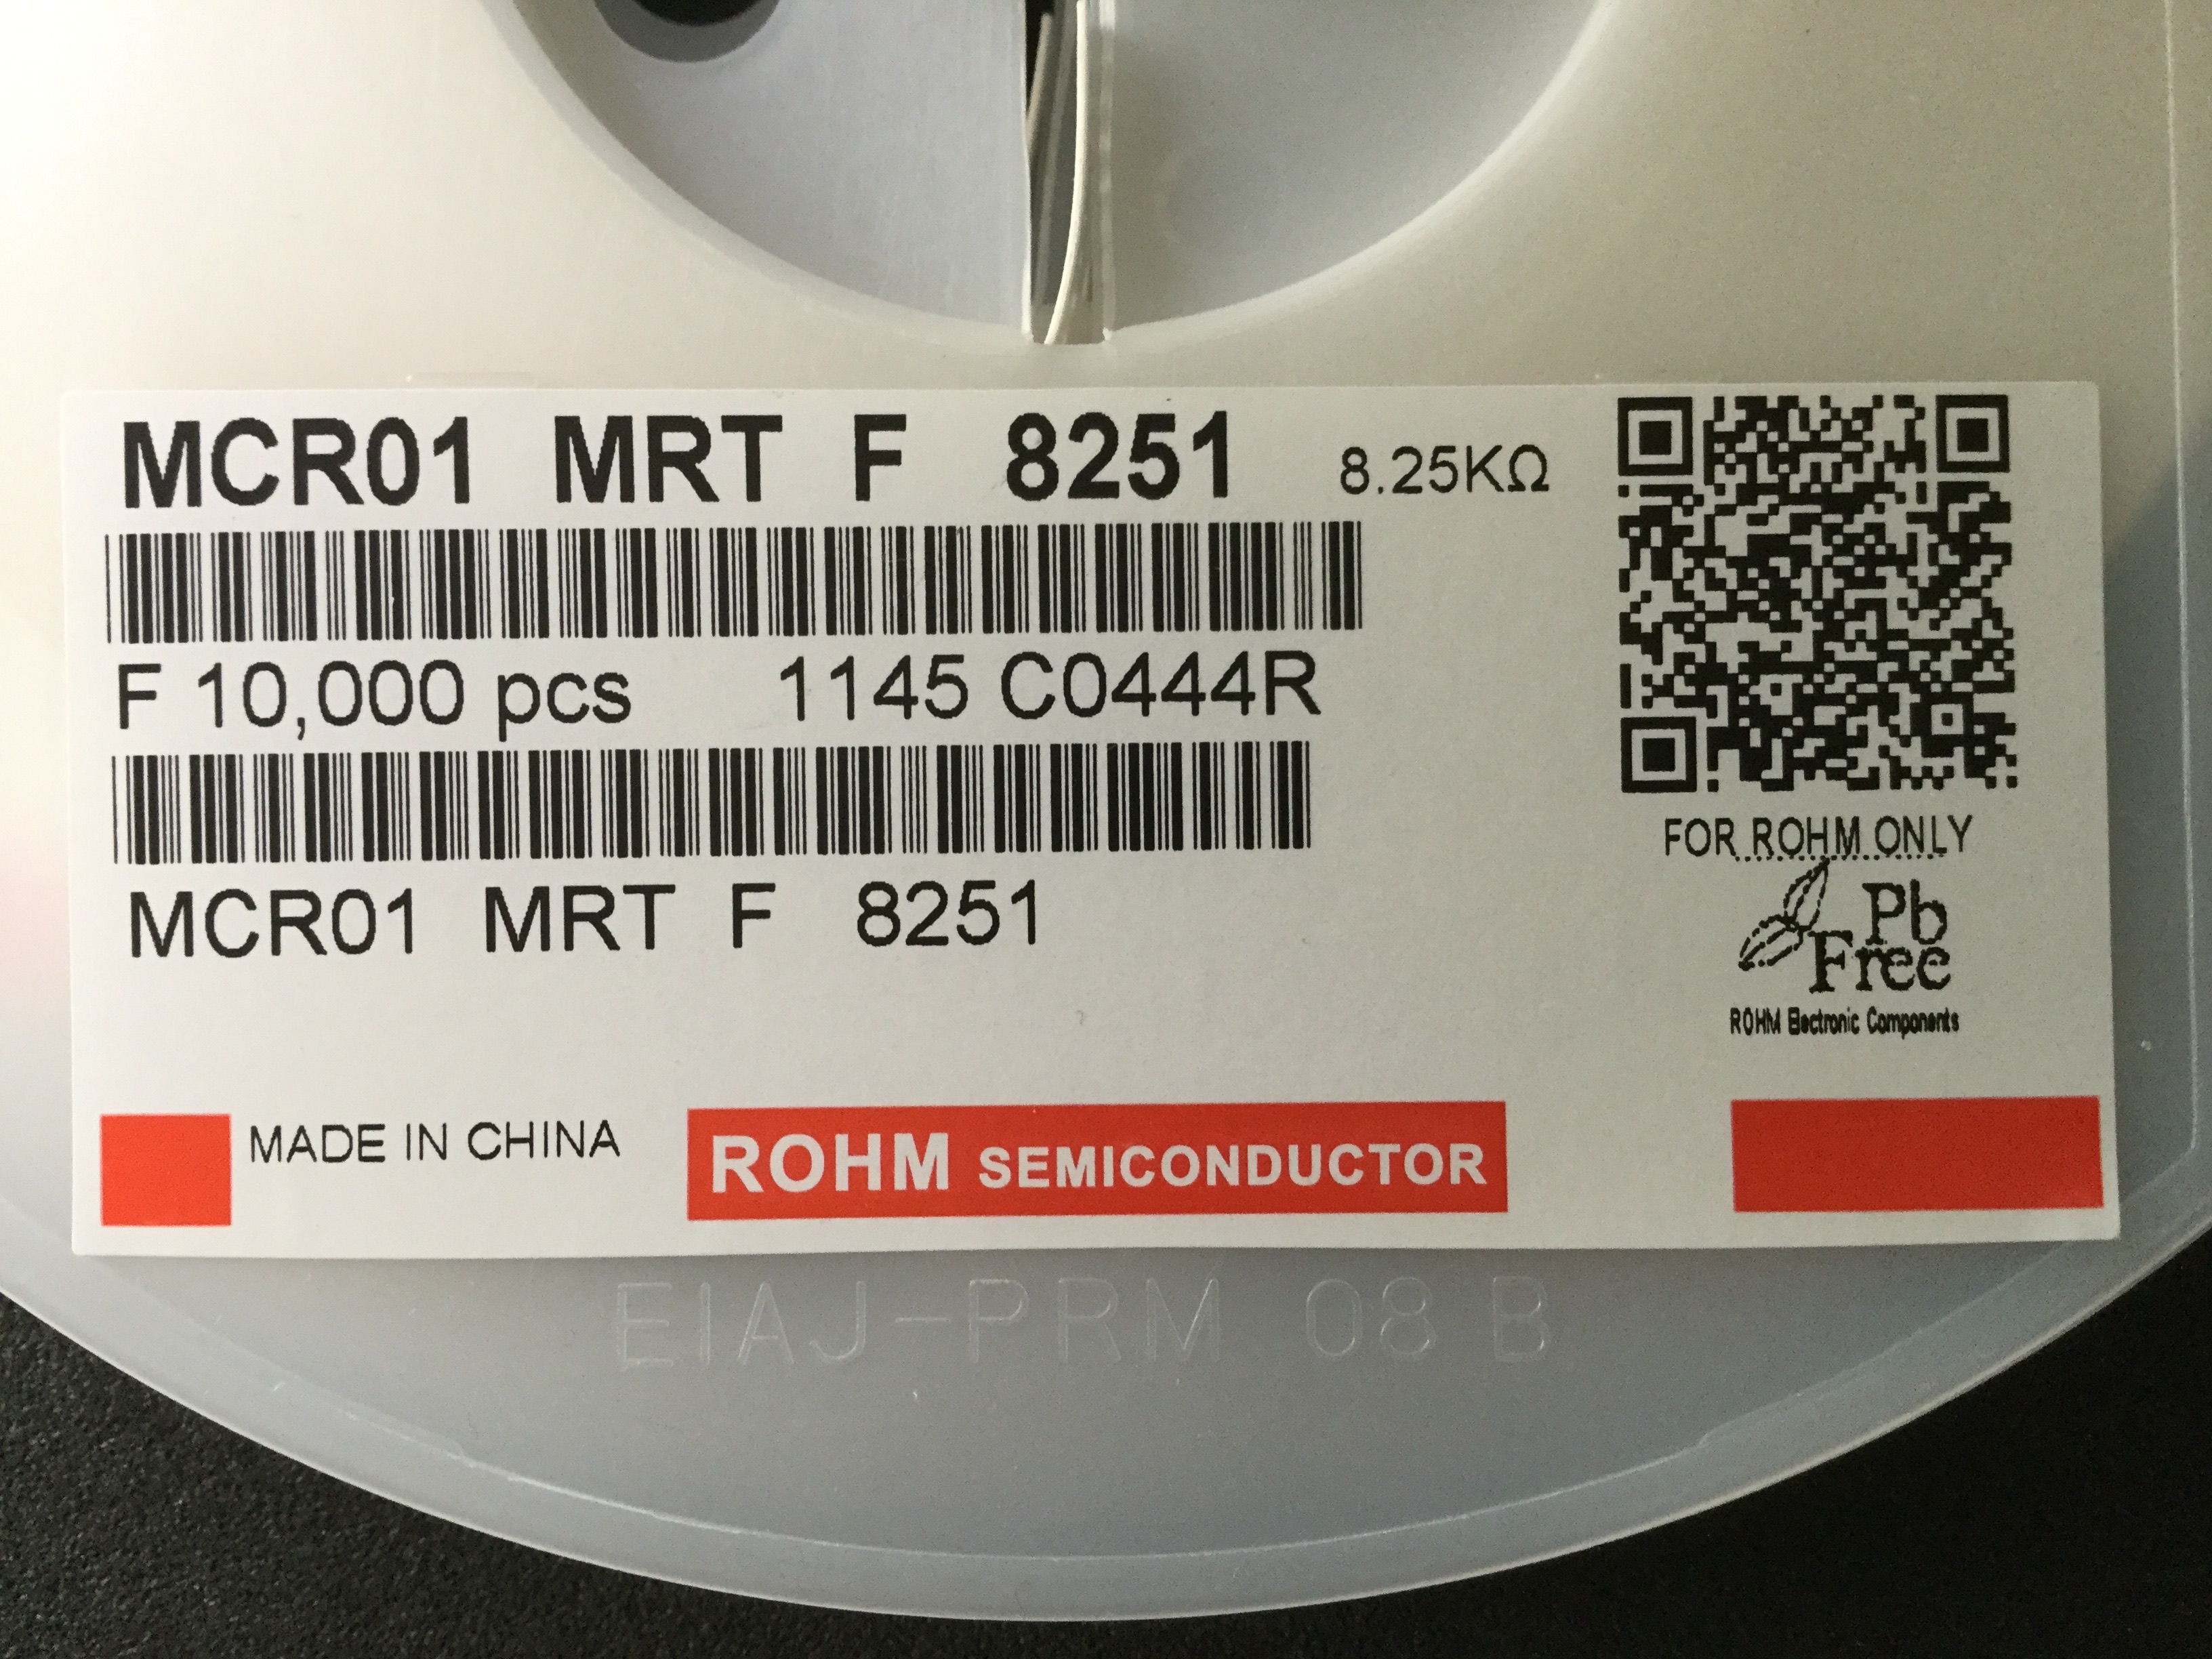 MCR01 MRT F 8251 8.25KΩ
F 10,000 pcs 1145 C0444R
MCR01 MRT F 8251
FOR ROHM ONLY
Pb
Free
ROHM Electronic Components
MADE IN CHINA
ROHM SEMICONDUCTOR
EIAJ-PRM 08 B